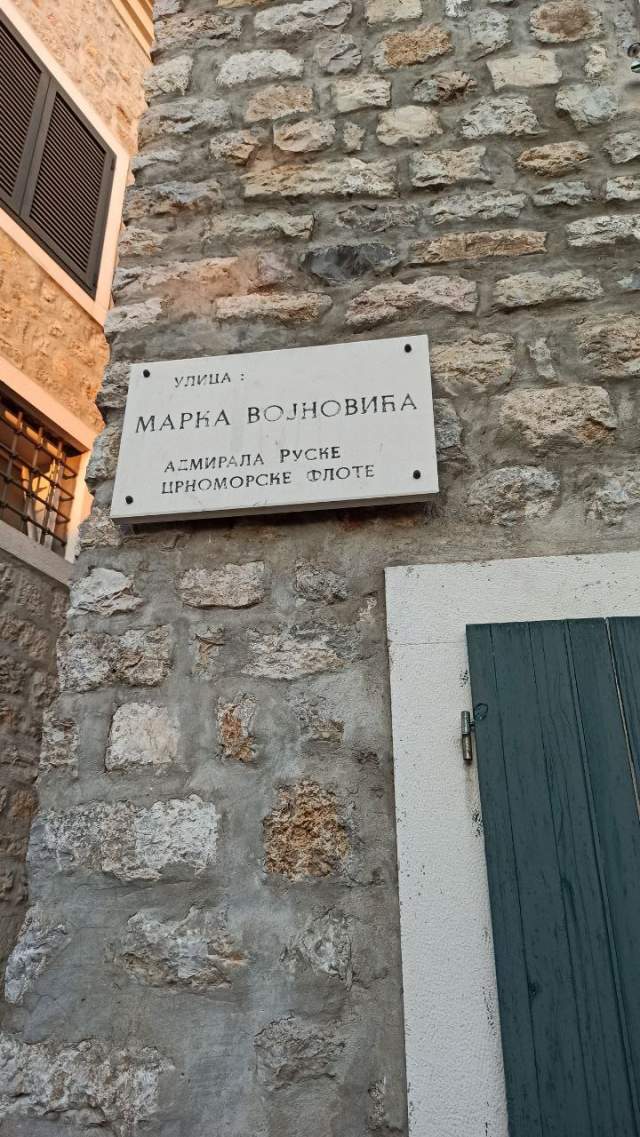 УЛИЦА :
МАРКА ВОЈНОВИЋА
АДМИРАЛА РУСКЕ
ЦРНОМОРСКЕ ФЛОТЕ